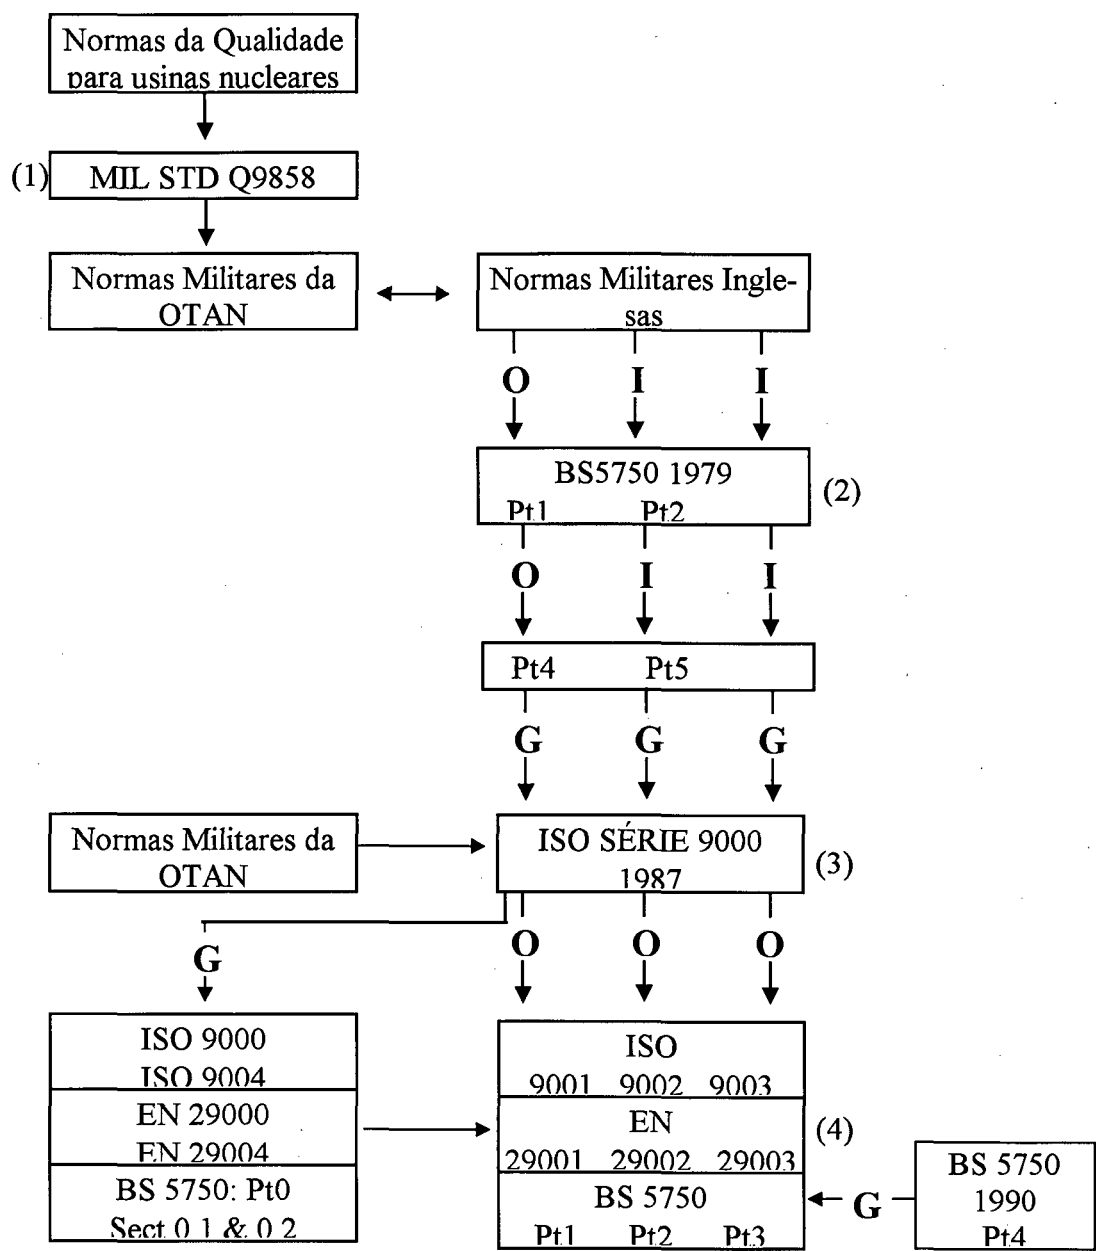 Normas da Qualidade
para usinas nucleares
(1) MIL STD Q9858
Normas Militares da
OTAN
Normas Militares Ingle-
sas
O I I
BS5750 1979
(2)
Pt1 Pt2
O I I
Pt4 Pt5
G G G
Normas Militares da
OTAN
ISO SÉRIE 9000
1987
(3)
G
O O O
ISO 9000
ISO 9004
EN 29000
EN 29004
BS 5750: Pt0
Sect 0 1 & 0 2
ISO
9001 9002 9003
EN
(4)
29001 29002 29003
BS 5750
Pt1 Pt2 Pt3
G
BS 5750
1990
Pt4